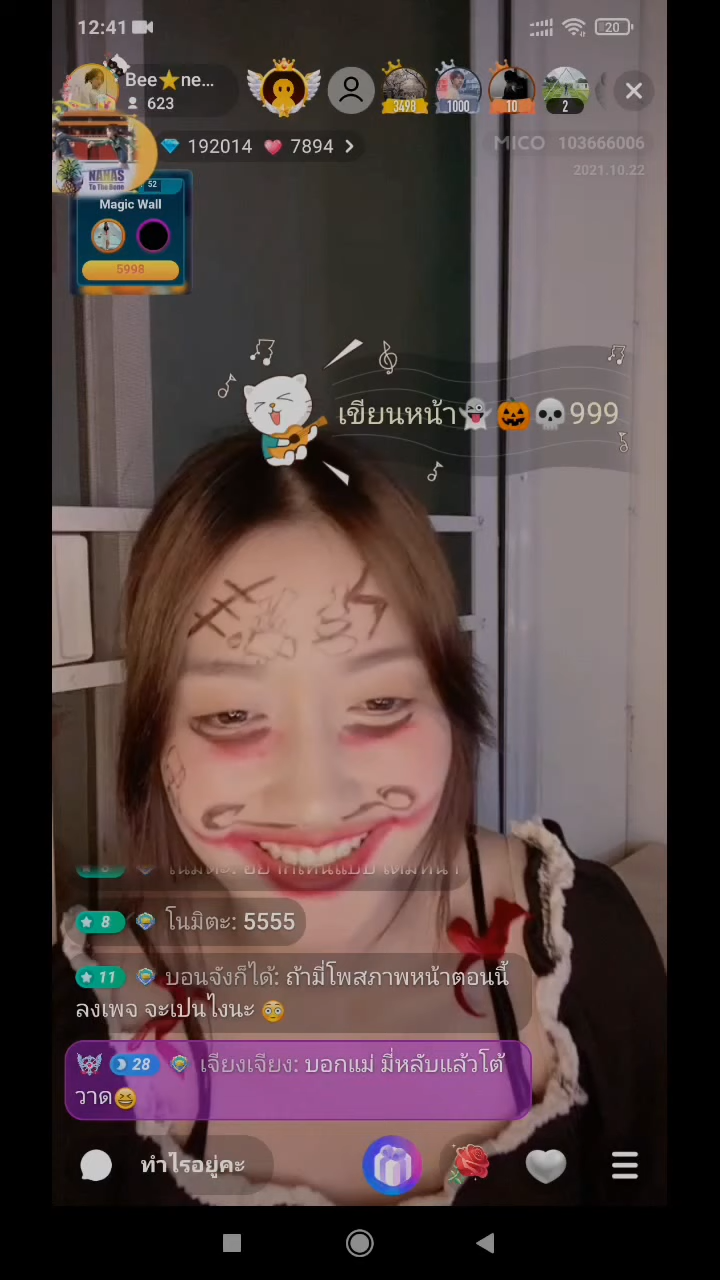 12:41
20
Bee⭐ne...
623
3498
1000
10
2
192014
7894
MICO 103666006
2021.10.22
NANAS
To The Bone
52
Magic Wall
5998
เขียนหน้า👻🎃💀999
8
โนมิตะ: 5555
11 บอนจังก็ได้: ถ้ามี่โพสภาพหน้าตอนนี้
ลงเพจ จะเปนไงนะ 😳
28 เจียงเจียง: บอกแม่ มี่หลับแล้วโต้
วาด😆
ทำไรอยู่คะ